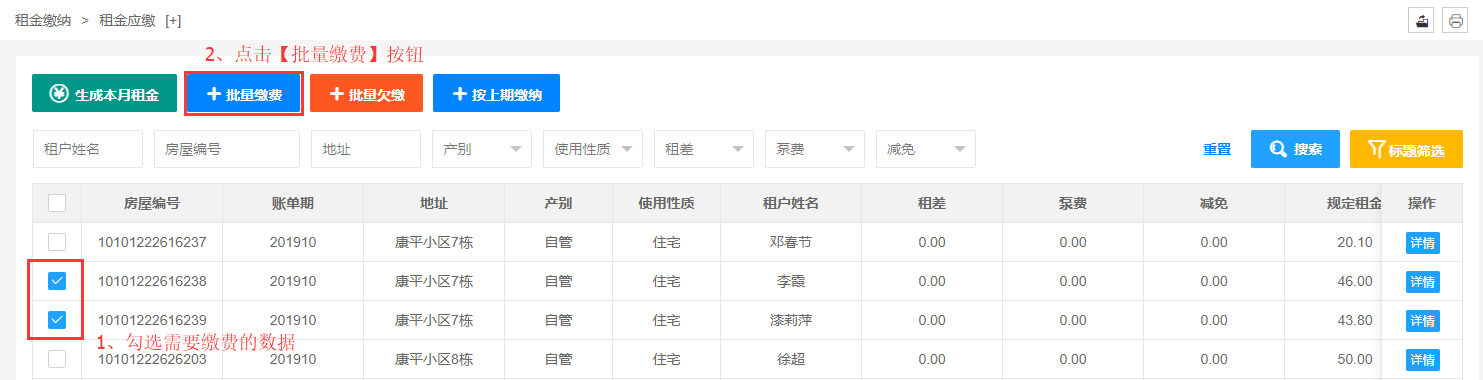 租金缴纳 > 租金应缴 [+]
2、点击【批量缴费】按钮
生成本月租金 批量缴费 批量欠缴 按上期缴纳
租户姓名 房屋编号 地址 产别 使用性质 租差 泵费 减免 重置 搜索 标题筛选
房屋编号 账单期 地址 产别 使用性质 租户姓名 租差 泵费 减免 规定租金 操作
10101222616237 201910 康平小区7栋 自管 住宅 邓春节 0.00 0.00 0.00 20.10 详情
10101222616238 201910 康平小区7栋 自管 住宅 李霞 0.00 0.00 0.00 46.00 详情
10101222616239 201910 康平小区7栋 自管 住宅 漆莉萍 0.00 0.00 0.00 43.80 详情
1、勾选需要缴费的数据
10101222626203 201910 康平小区8栋 自管 住宅 徐超 0.00 0.00 0.00 50.00 详情